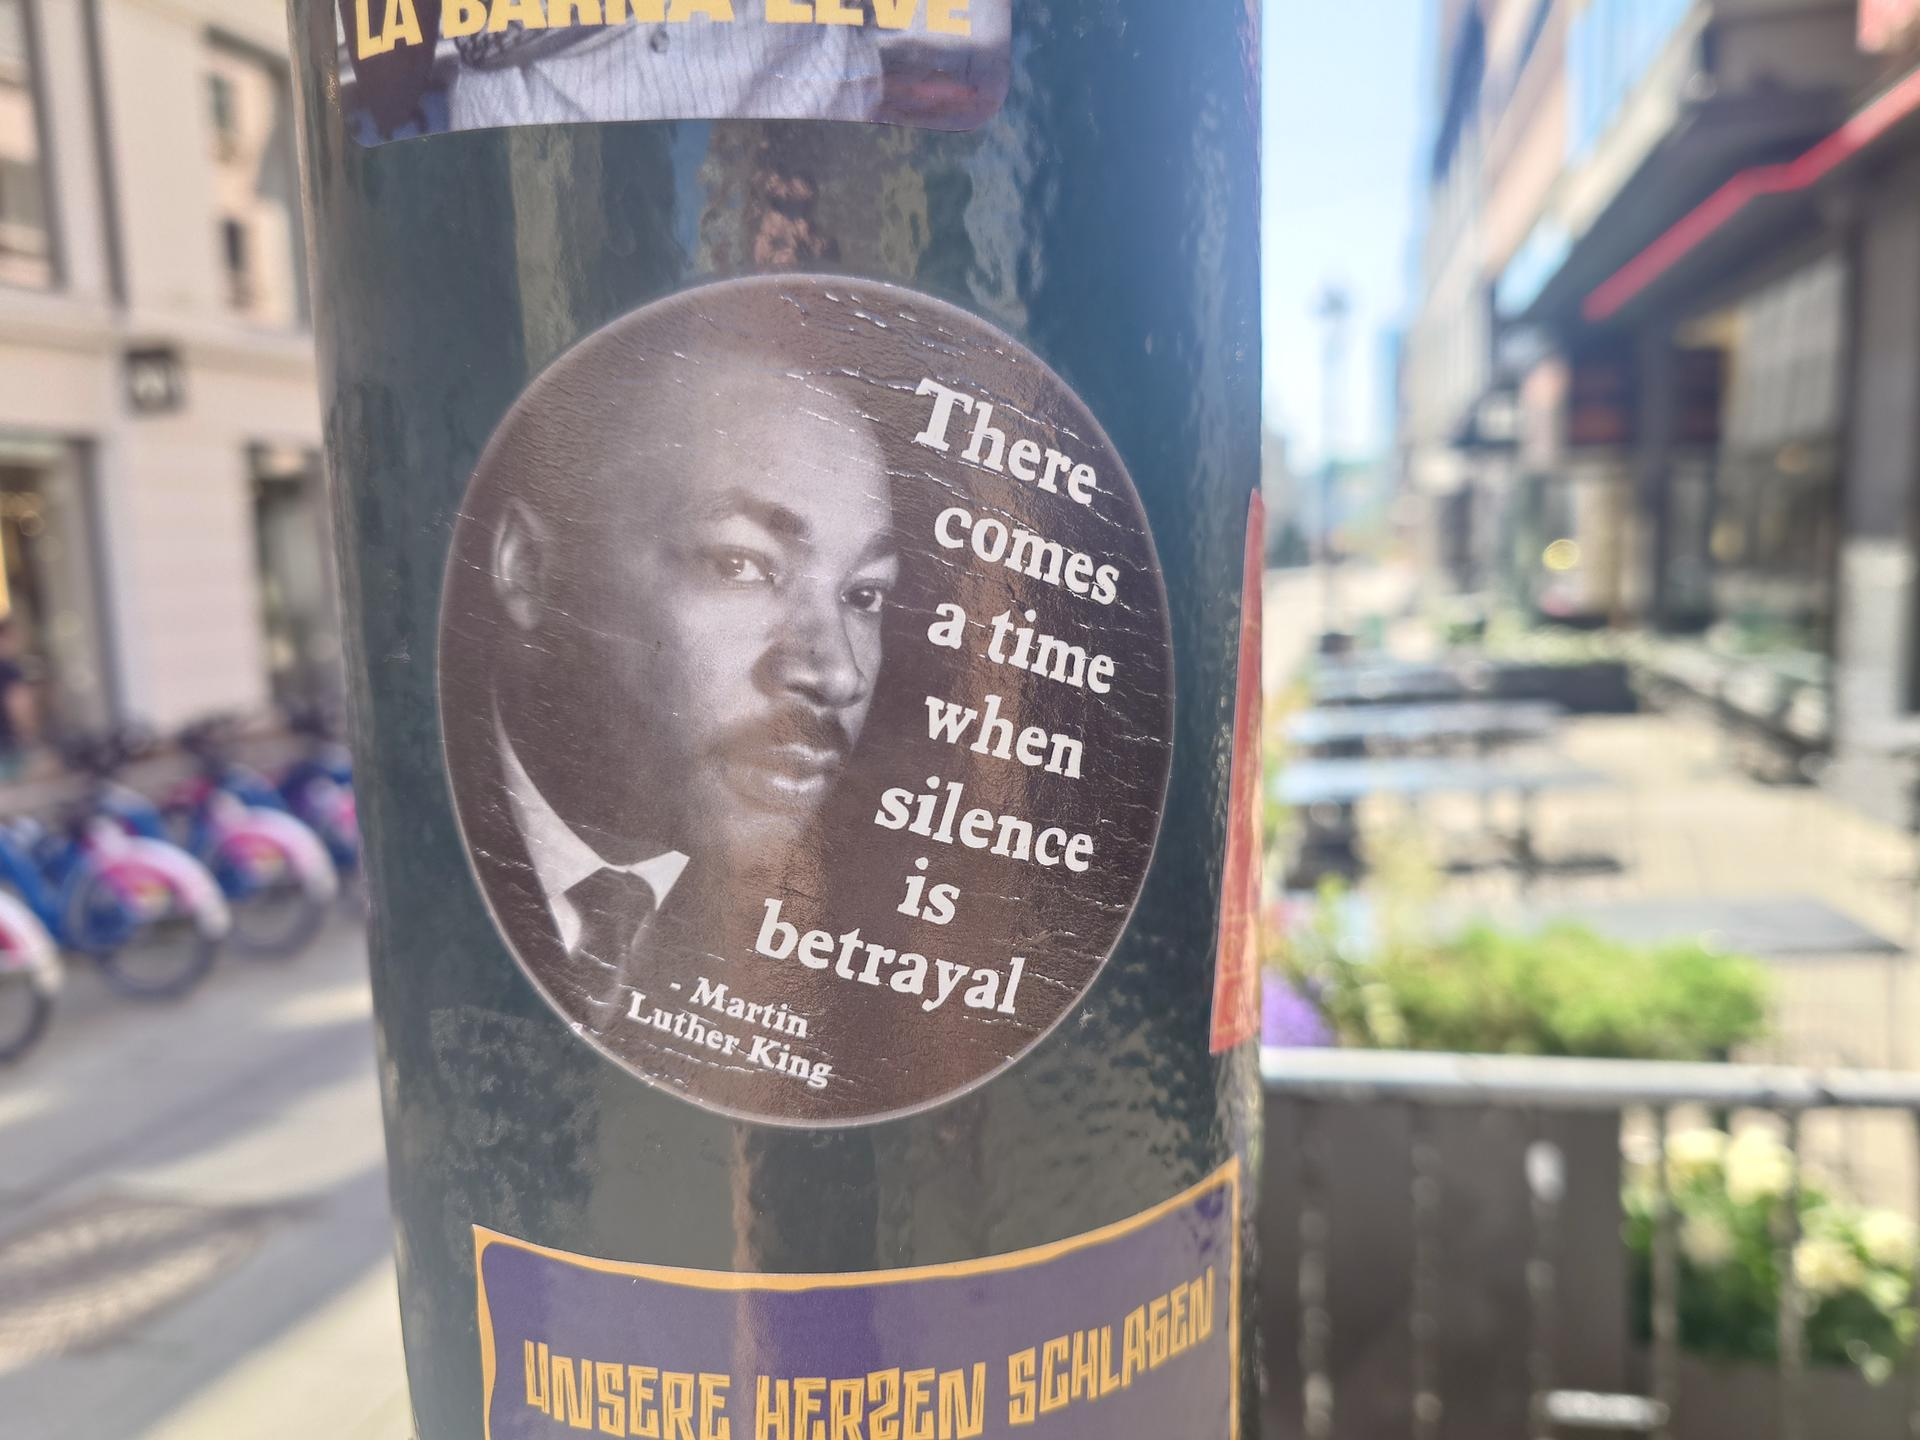 LA BARNA LEVE
There
comes
a time
when
silence
is
betrayal
- Martin
Luther King
UNSERE HERZEN SCHLAGEN